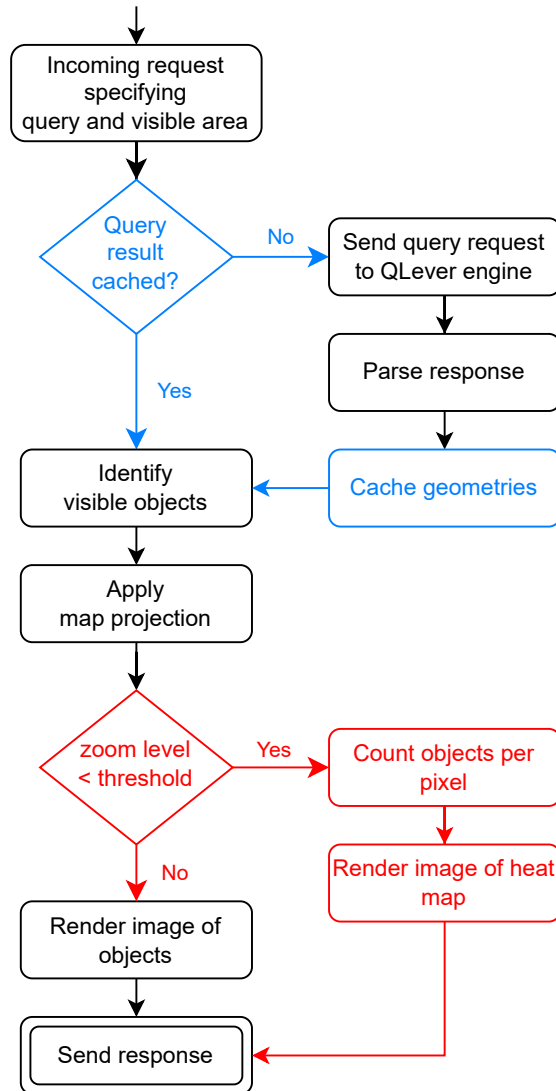 Incoming request
specifying
query and visible area
Query
result
cached?
No
Send query request
to QLever engine
Parse response
Yes
Cache geometries
Identify
visible objects
Apply
map projection
zoom level
< threshold
Yes
Count objects per
pixel
Render image of heat
map
No
Render image of
objects
Send response